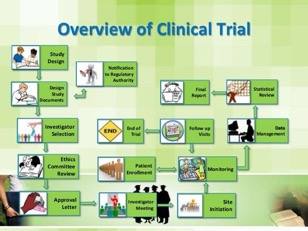 Overview of Clinical Trial
Study
Design
Notification
to Regulatory
Authority
Design
Study
Documents
Final
Report
Statistical
Review
Investigator
Selection
END
End of
Trial
Follow up
Visits
Data
Management
Ethics
Committee
Review
Patient
Enrollment
Monitoring
Approval
Letter
Investigator
Meeting
Site
Initiation